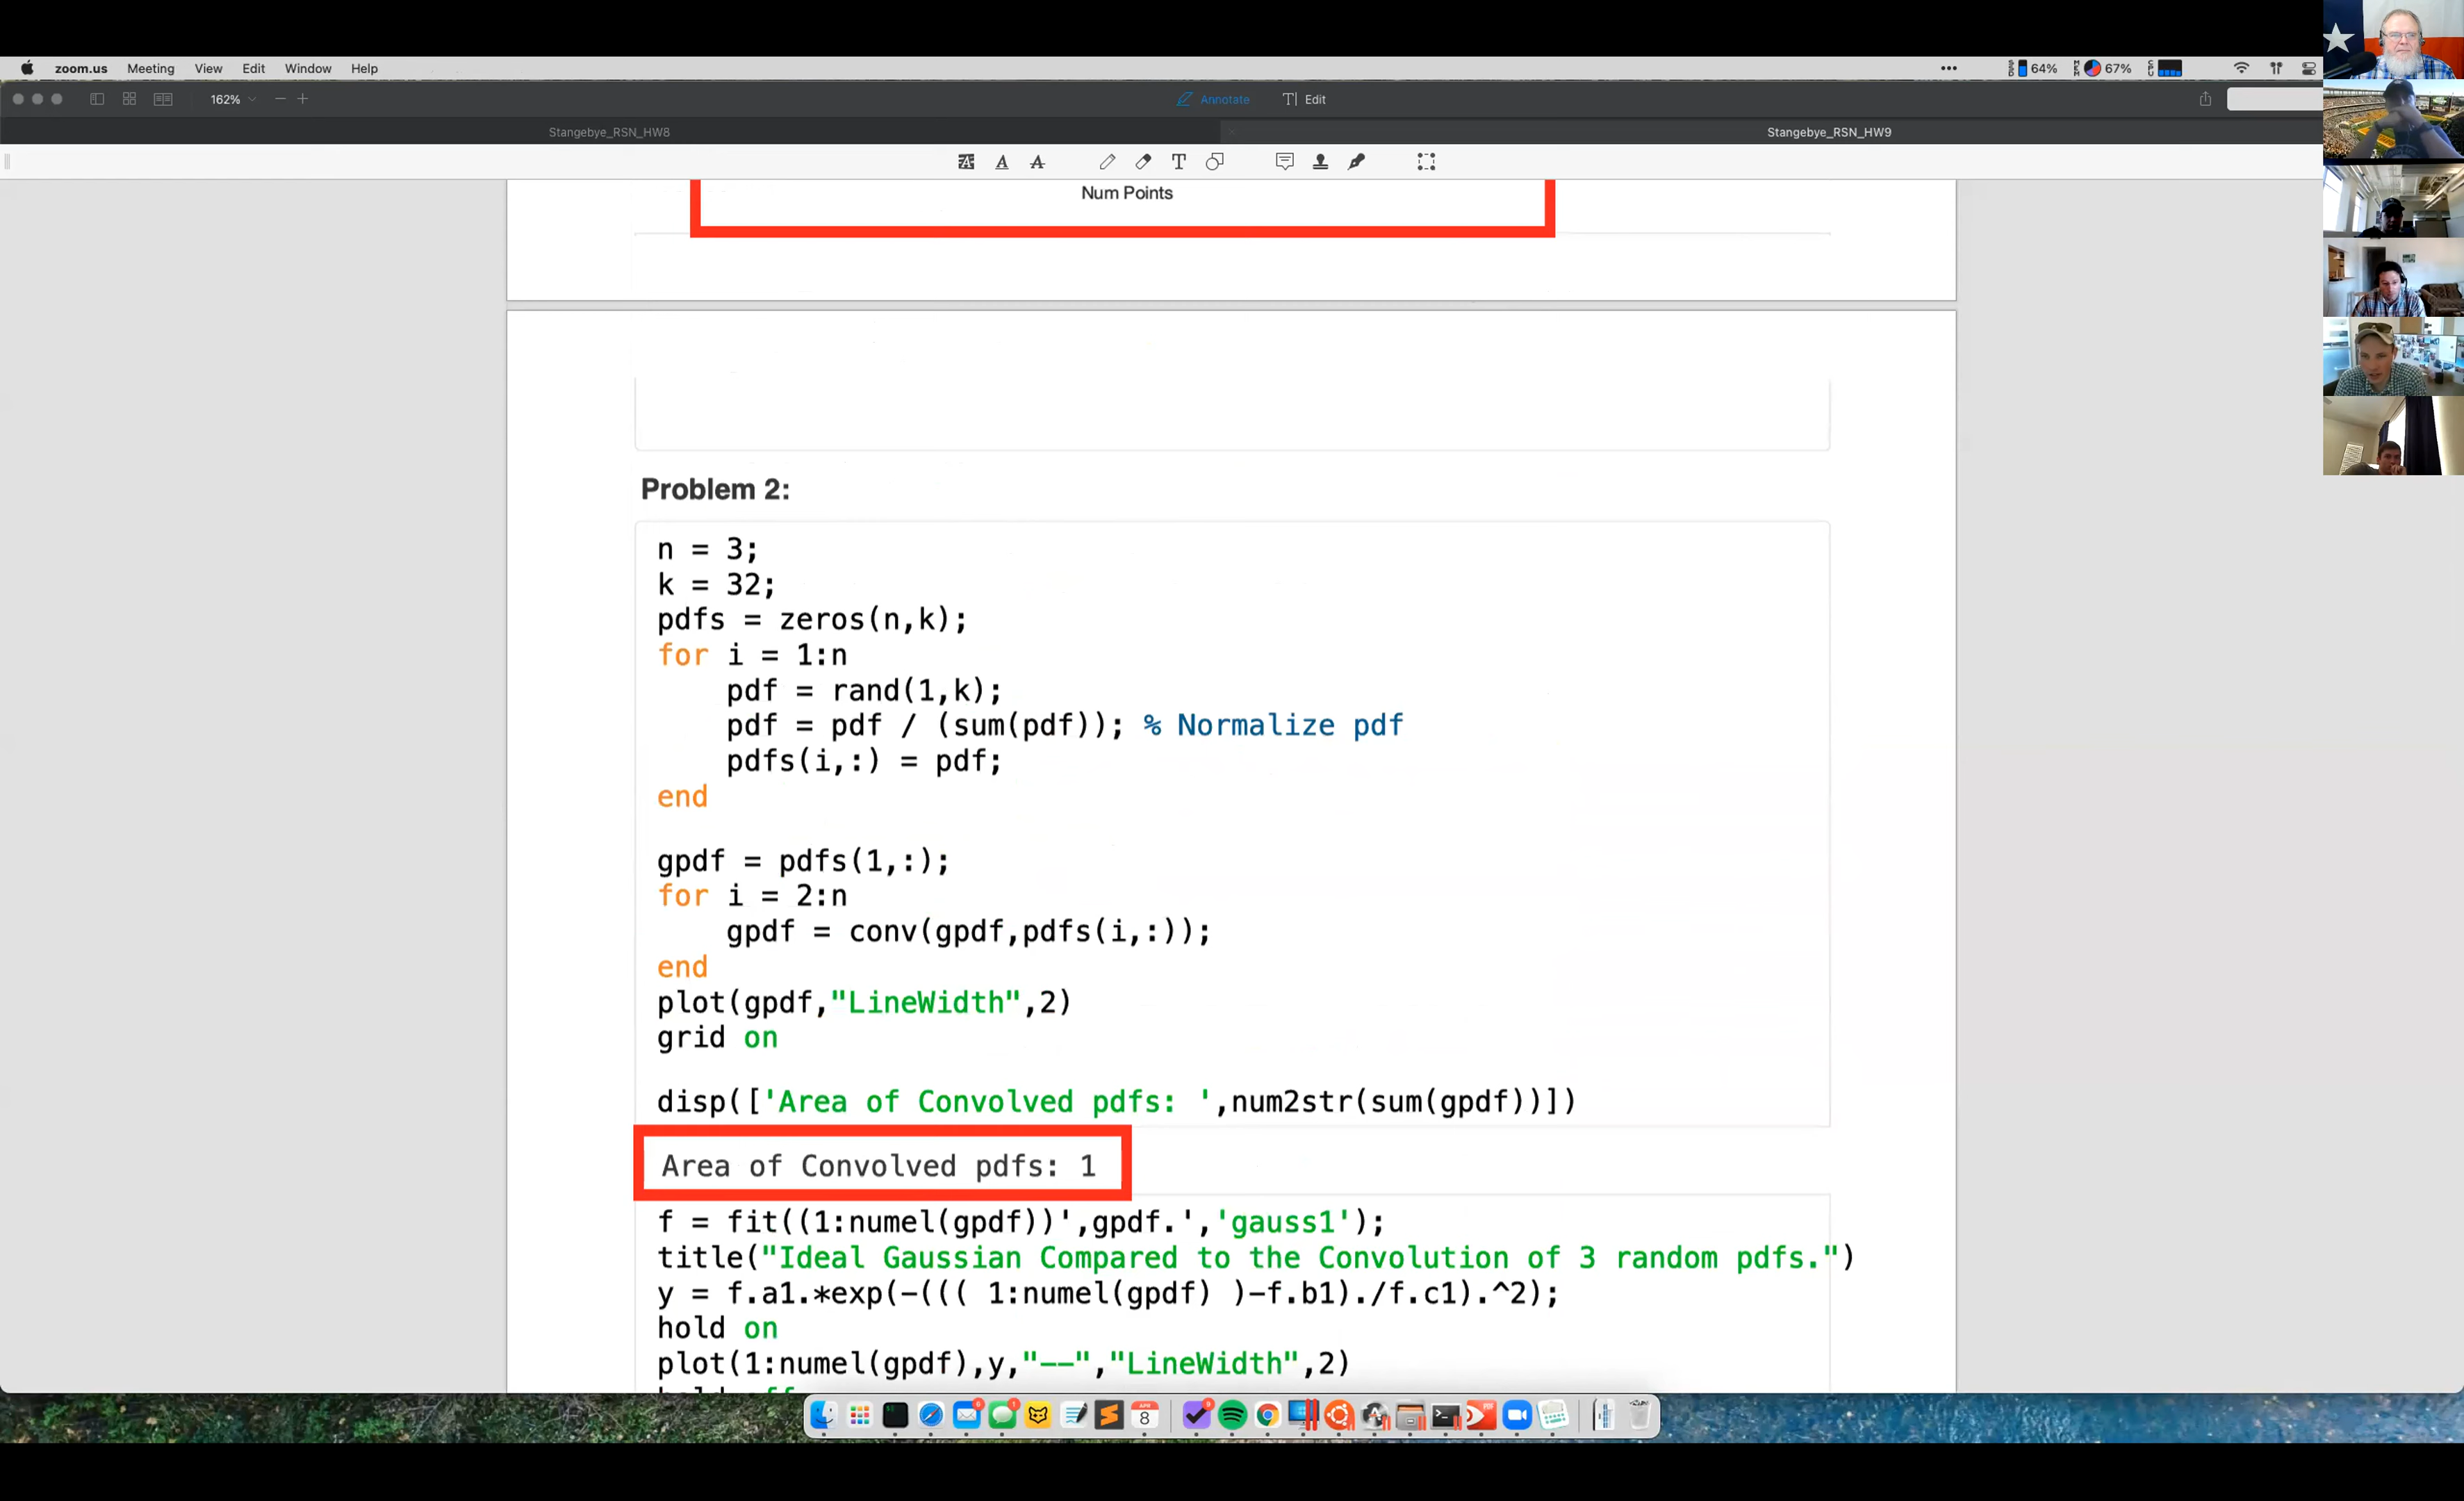 zoom.us Meeting View Edit Window Help
••• 64% 67%
162%
Annotate Edit
Stangebye_RSN_HW8
Stangebye_RSN_HW9
Num Points
Problem 2:
n = 3;
k = 32;
pdfs = zeros(n,k);
for i = 1:n
pdf = rand(1,k);
pdf = pdf / (sum(pdf)); % Normalize pdf
pdfs(i,:) = pdf;
end
gpdf = pdfs(1,:);
for i = 2:n
gpdf = conv(gpdf,pdfs(i,:));
end
plot(gpdf,"LineWidth",2)
grid on
disp(['Area of Convolved pdfs: ',num2str(sum(gpdf))])
Area of Convolved pdfs: 1
f = fit((1:numel(gpdf))',gpdf.','gauss1');
title("Ideal Gaussian Compared to the Convolution of 3 random pdfs.")
y = f.a1.*exp(-((( 1:numel(gpdf) )-f.b1)./f.c1).^2);
hold on
plot(1:numel(gpdf),y,"--","LineWidth",2)
APR
8